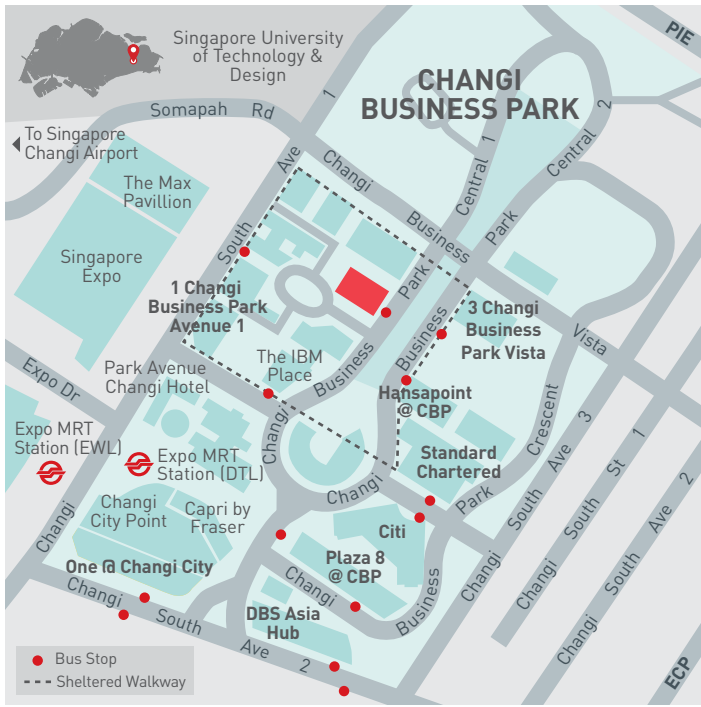 Singapore University
of Technology &
Design
CHANGI
BUSINESS PARK
PIE
Somapah Rd
To Singapore
Changi Airport
The Max
Pavillion
Singapore
Expo
Changi South Ave 1
Changi Business Park Vista
Changi Business Park Central 1
Changi Business Park Central 2
1 Changi
Business Park
Avenue 1
3 Changi
Business
Park Vista
The IBM
Place
Park Avenue
Changi Hotel
Expo Dr
Hansapoint
@ CBP
Expo MRT
Station (EWL)
Expo MRT
Station (DTL)
Standard
Chartered
Changi
City Point
Capri by
Fraser
Citi
Plaza 8
@ CBP
One @ Changi City
DBS Asia
Hub
Changi Business Park Crescent
Changi South Ave 3
Changi South St 1
Changi South Ave 2
Changi South Ave 2
ECP
Bus Stop
Sheltered Walkway